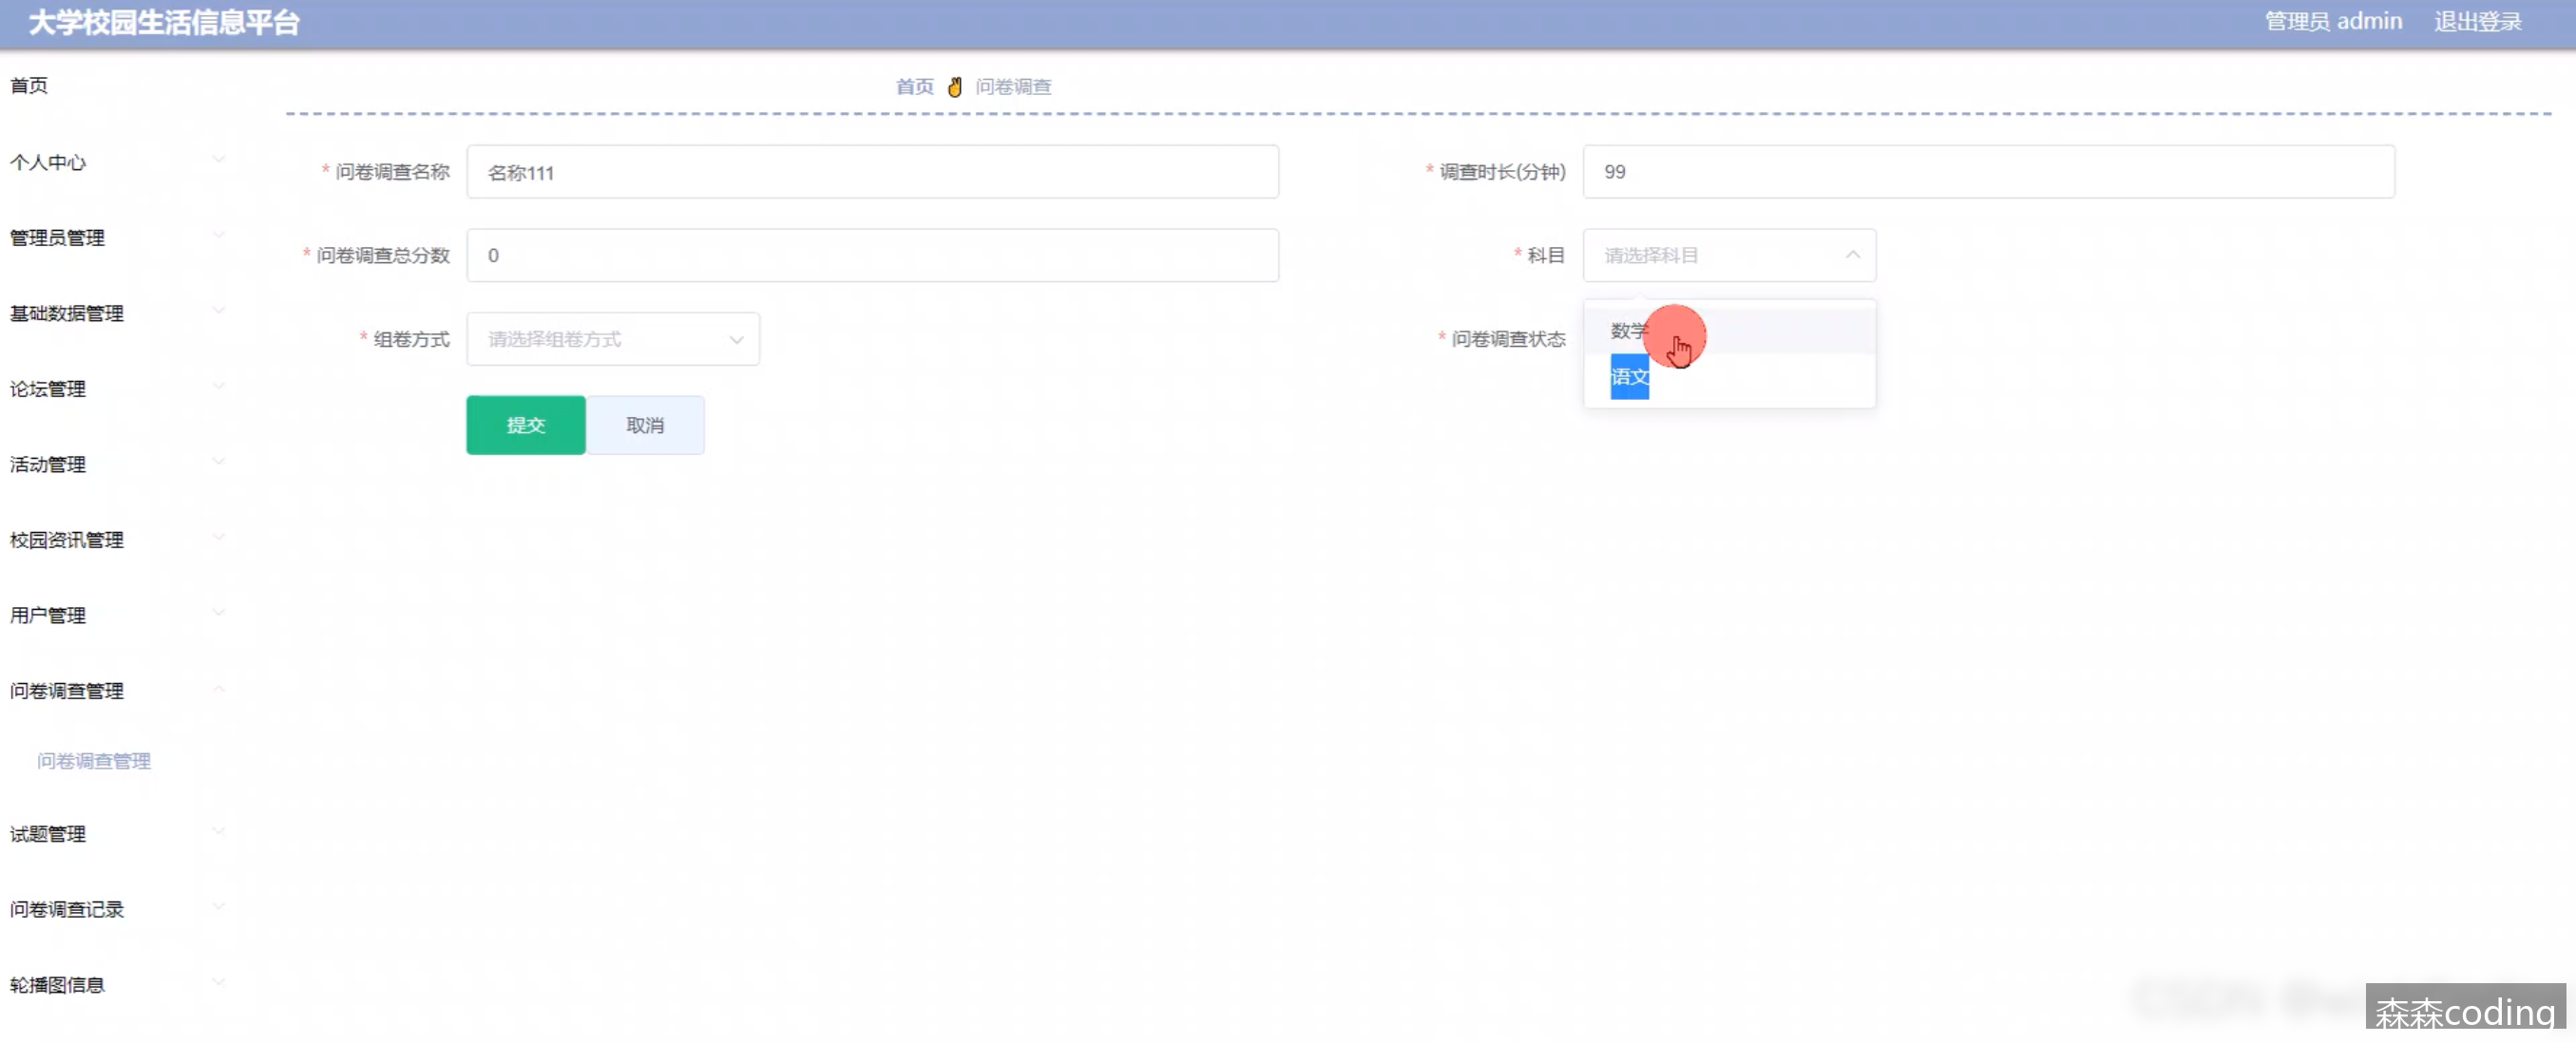 大学校园生活信息平台
管理员 admin 退出登录
首页
首页 问卷调查
个人中心
* 问卷调查名称 名称111
* 调查时长(分钟) 99
管理员管理
* 问卷调查总分数 0
* 科目 请选择科目
基础数据管理
数学
* 组卷方式 请选择组卷方式
* 问卷调查状态
语文
论坛管理
提交 取消
活动管理
校园资讯管理
用户管理
问卷调查管理
问卷调查管理
试题管理
问卷调查记录
轮播图信息
森森coding